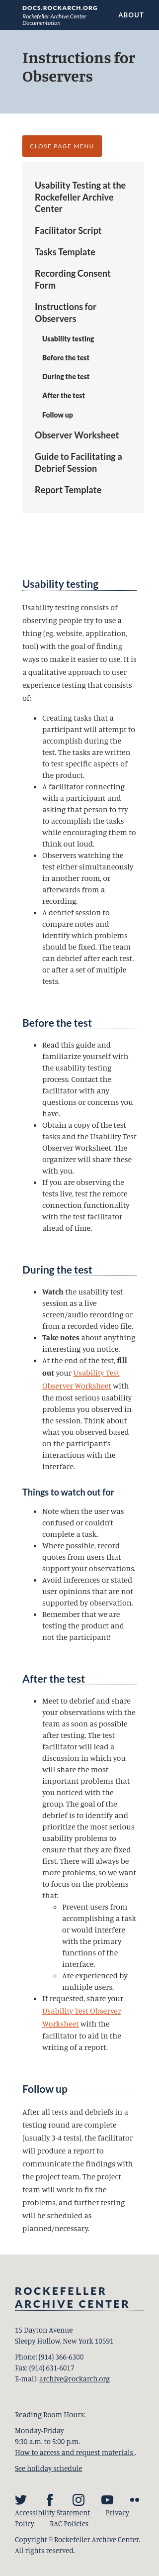 DOCS.ROCKARCH.ORG
Rockefeller Archive Center
Documentation
ABOUT
Instructions for
Observers
CLOSE PAGE MENU
Usability Testing at the
Rockefeller Archive
Center
Facilitator Script
Tasks Template
Recording Consent
Form
Instructions for
Observers
Usability testing
Before the test
During the test
After the test
Follow up
Observer Worksheet
Guide to Facilitating a
Debrief Session
Report Template
Usability testing
Usability testing consists of
observing people try to use a
thing (eg. website, application,
tool) with the goal of finding
ways to make it easier to use. It is
a qualitative approach to user
experience testing that consists
of:
• Creating tasks that a
participant will attempt to
accomplish during the
test. The tasks are written
to test specific aspects of
the product.
• A facilitator connecting
with a participant and
asking that person to try
to accomplish the tasks
while encouraging them to
think out loud.
• Observers watching the
test either simultaneously
in another room, or
afterwards from a
recording.
• A debrief session to
compare notes and
identify which problems
should be fixed. The team
can debrief after each test,
or after a set of multiple
tests.
Before the test
• Read this guide and
familiarize yourself with
the usability testing
process. Contact the
facilitator with any
questions or concerns you
have.
• Obtain a copy of the test
tasks and the Usability Test
Observer Worksheet. The
organizer will share these
with you.
• If you are observing the
tests live, test the remote
connection functionality
with the test facilitator
ahead of time.
During the test
• Watch the usability test
session as a live
screen/audio recording or
from a recorded video file.
• Take notes about anything
interesting you notice.
• At the end of the test, fill
out your Usability Test
Observer Worksheet with
the most serious usability
problems you observed in
the session. Think about
what you observed based
on the participant's
interactions with the
interface.
Things to watch out for
• Note when the user was
confused or couldn't
complete a task.
• Where possible, record
quotes from users that
support your observations.
• Avoid inferences or stated
user opinions that are not
supported by observation.
• Remember that we are
testing the product and
not the participant!
After the test
• Meet to debrief and share
your observations with the
team as soon as possible
after testing. The test
facilitator will lead a
discussion in which you
will share the most
important problems that
you noticed with the
group. The goal of the
debrief is to identify and
prioritize the most serious
usability problems to
ensure that they are fixed
first. There will always be
more problems, so we want
to focus on the problems
that:
◦ Prevent users from
accomplishing a task
or would interfere
with the primary
functions of the
interface.
◦ Are experienced by
multiple users.
• If requested, share your
Usability Test Observer
Worksheet with the
facilitator to aid in the
writing of a report.
Follow up
After all tests and debriefs in a
testing round are complete
(usually 3-4 tests), the facilitator
will produce a report to
communicate the findings with
the project team. The project
team will work to fix the
problems, and further testing
will be scheduled as
planned/necessary.
ROCKEFELLER
ARCHIVE CENTER
15 Dayton Avenue
Sleepy Hollow, New York 10591
Phone: (914) 366-6300
Fax: (914) 631-6017
E-mail: archive@rockarch.org
Reading Room Hours:
Monday-Friday
9:30 a.m. to 5:00 p.m.
How to access and request materials .
See holiday schedule
Accessibility Statement Privacy
Policy RAC Policies
Copyright © Rockefeller Archive Center.
All rights reserved.